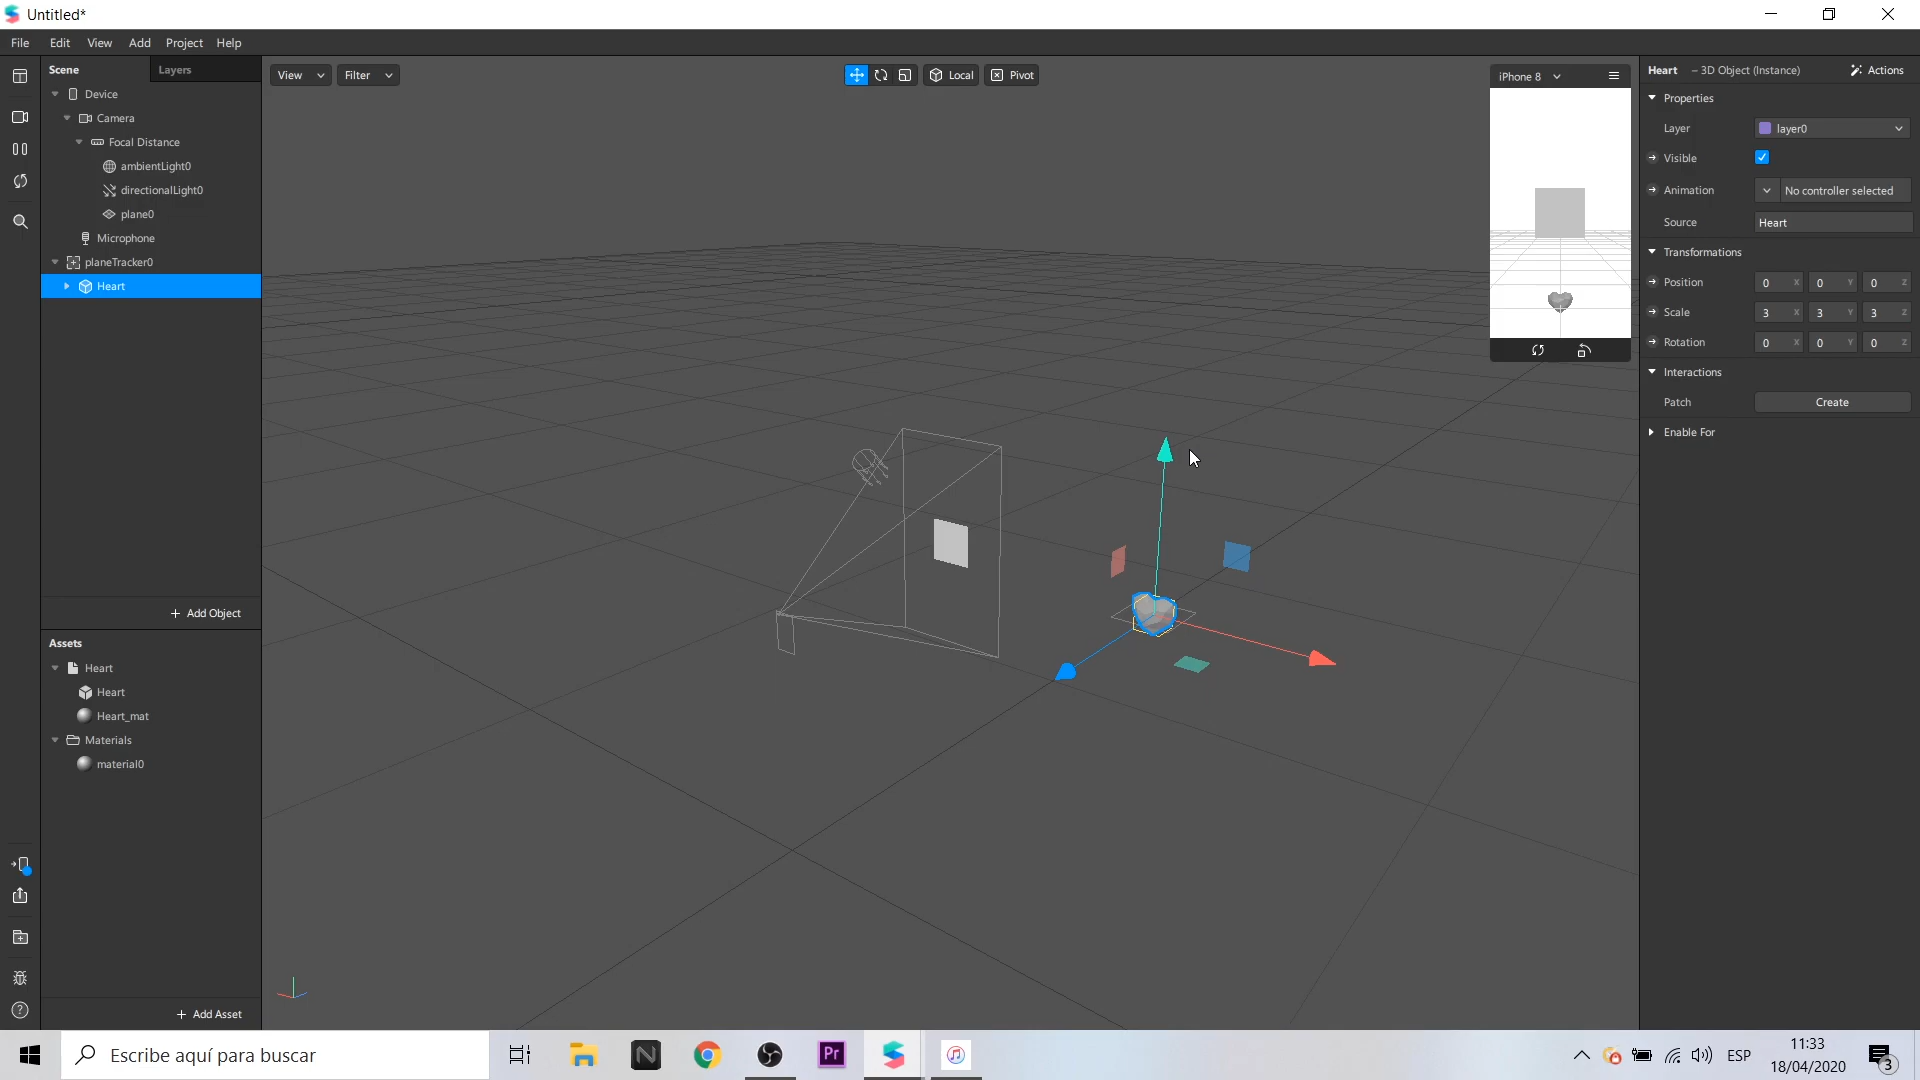 Untitled*
File Edit View Add Project Help
Scene Layers
Device
Camera
Focal Distance
ambientLight0
directionalLight0
plane0
Microphone
planeTracker0
Heart
+ Add Object
Assets
Heart
Heart
Heart_mat
Materials
material0
+ Add Asset
View Filter
Local Pivot
iPhone 8
Heart – 3D Object (Instance) Actions
Properties
Layer layer0
Visible
Animation No controller selected
Source Heart
Transformations
Position 0 X 0 Y 0 Z
Scale 3 X 3 Y 3 Z
Rotation 0 X 0 Y 0 Z
Interactions
Patch Create
Enable For
Escribe aquí para buscar
N
Pr
ESP
11:33
18/04/2020
3